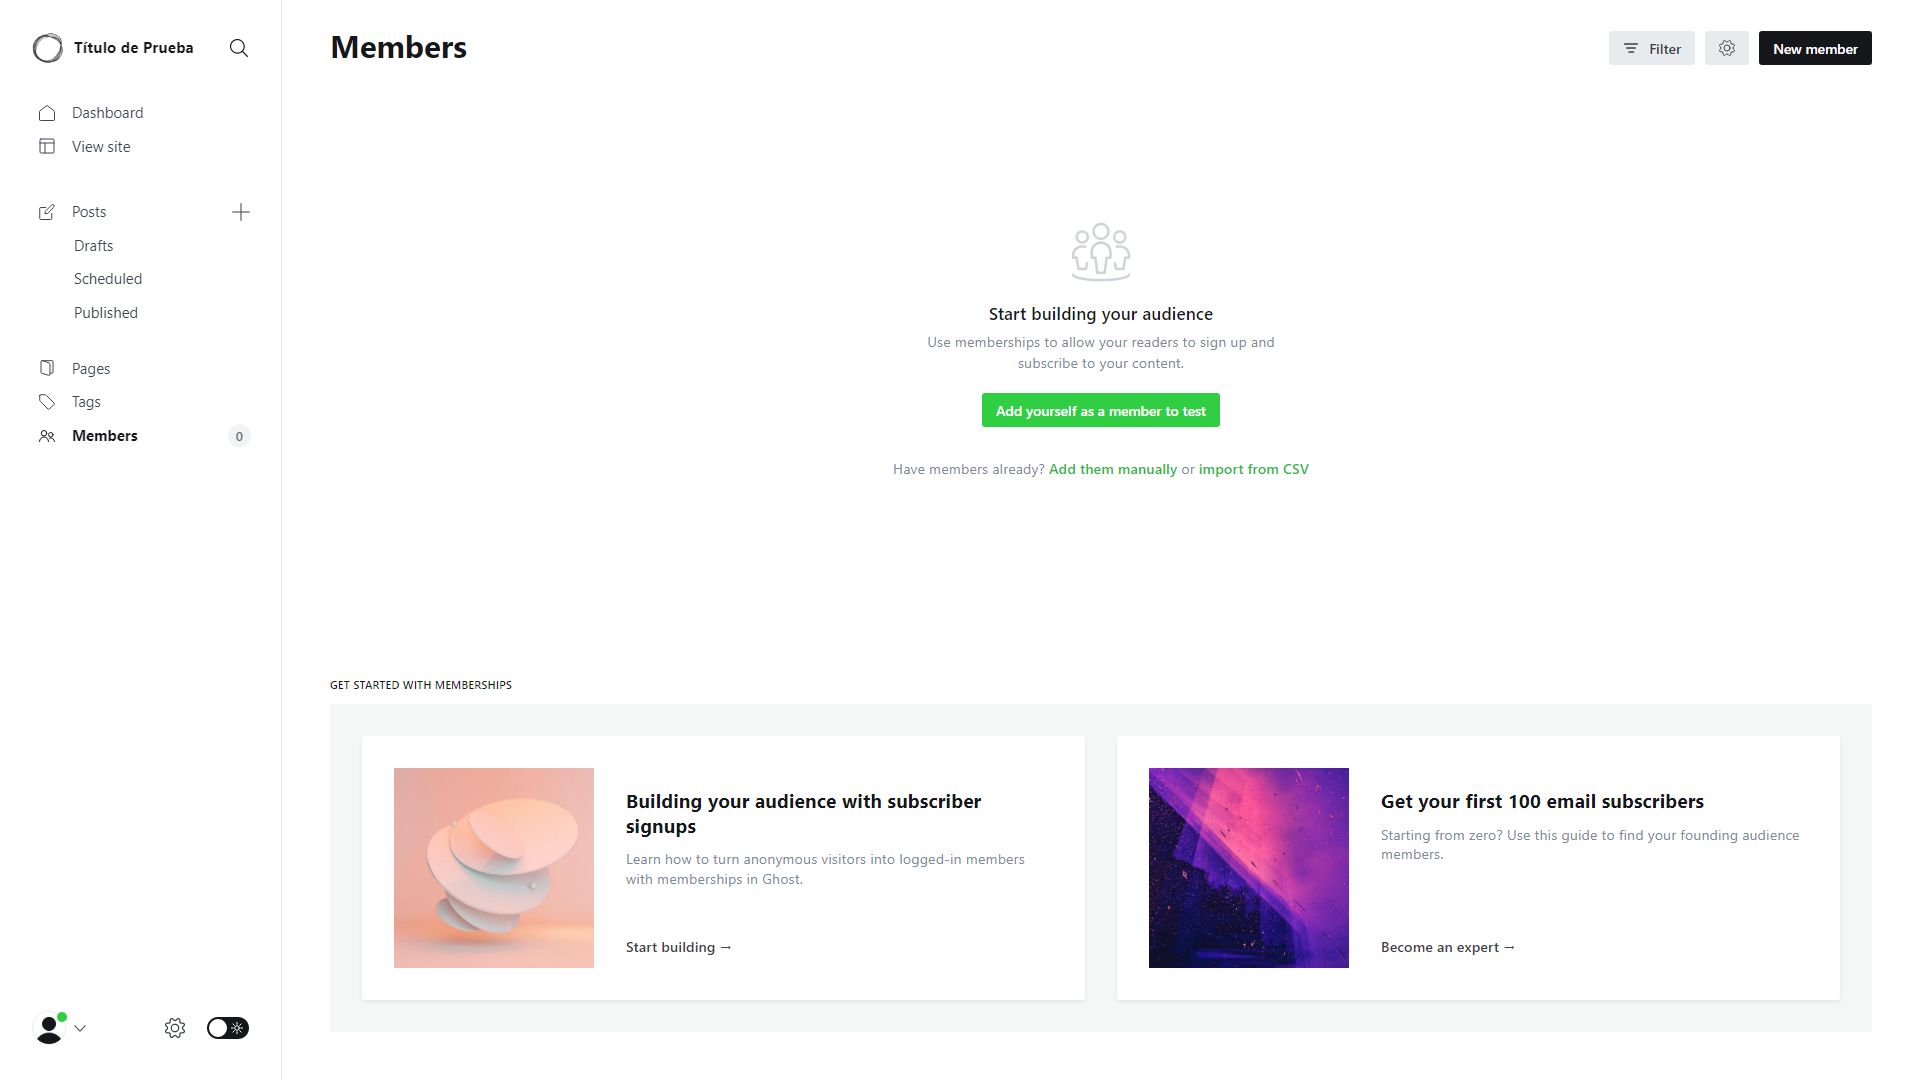 Título de Prueba
Dashboard
View site
Posts
Drafts
Scheduled
Published
Pages
Tags
Members
0
Members
Filter
New member
Start building your audience
Use memberships to allow your readers to sign up and
subscribe to your content.
Add yourself as a member to test
Have members already? Add them manually or import from CSV
GET STARTED WITH MEMBERSHIPS
Building your audience with subscriber
signups
Learn how to turn anonymous visitors into logged-in members
with memberships in Ghost.
Start building →
Get your first 100 email subscribers
Starting from zero? Use this guide to find your founding audience
members.
Become an expert →